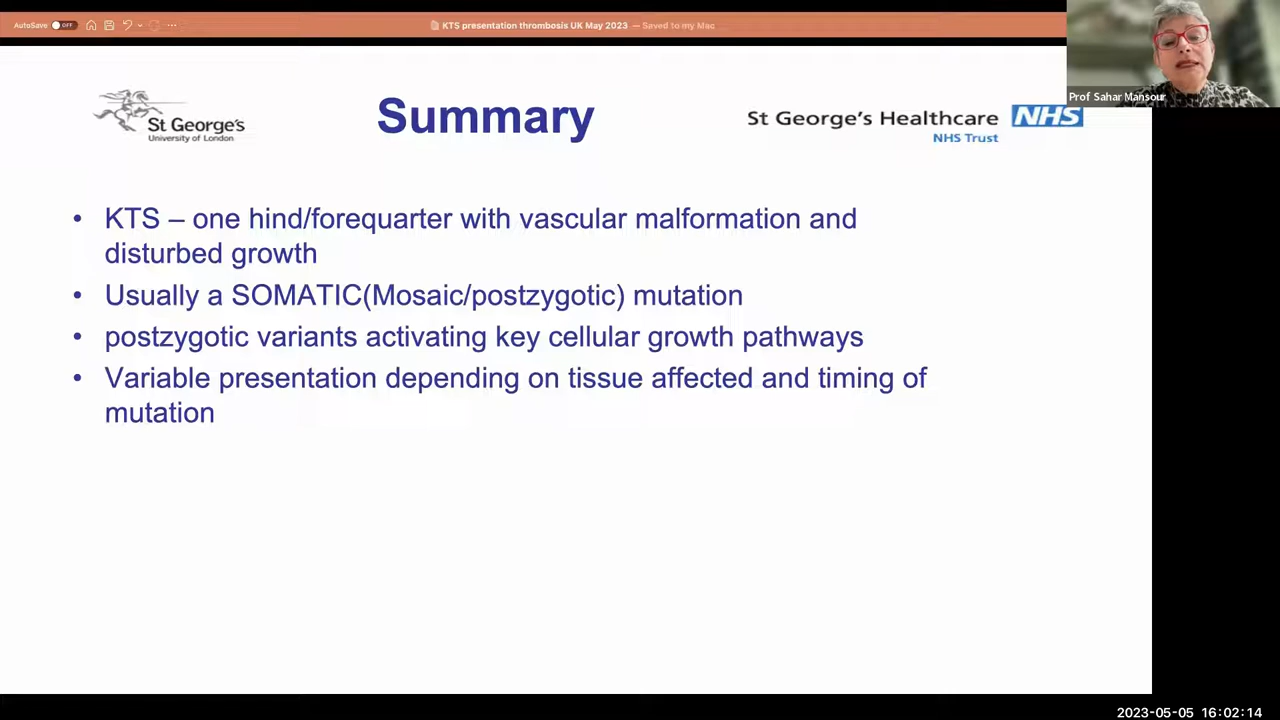 AutoSave OFF
KTS presentation thrombosis UK May 2023 — Saved to my Mac
Prof Sahar Mansour
St George's
University of London
Summary
St George's Healthcare NHS
NHS Trust
• KTS – one hind/forequarter with vascular malformation and
disturbed growth
• Usually a SOMATIC(Mosaic/postzygotic) mutation
• postzygotic variants activating key cellular growth pathways
• Variable presentation depending on tissue affected and timing of
mutation
2023-05-05 16:02:14